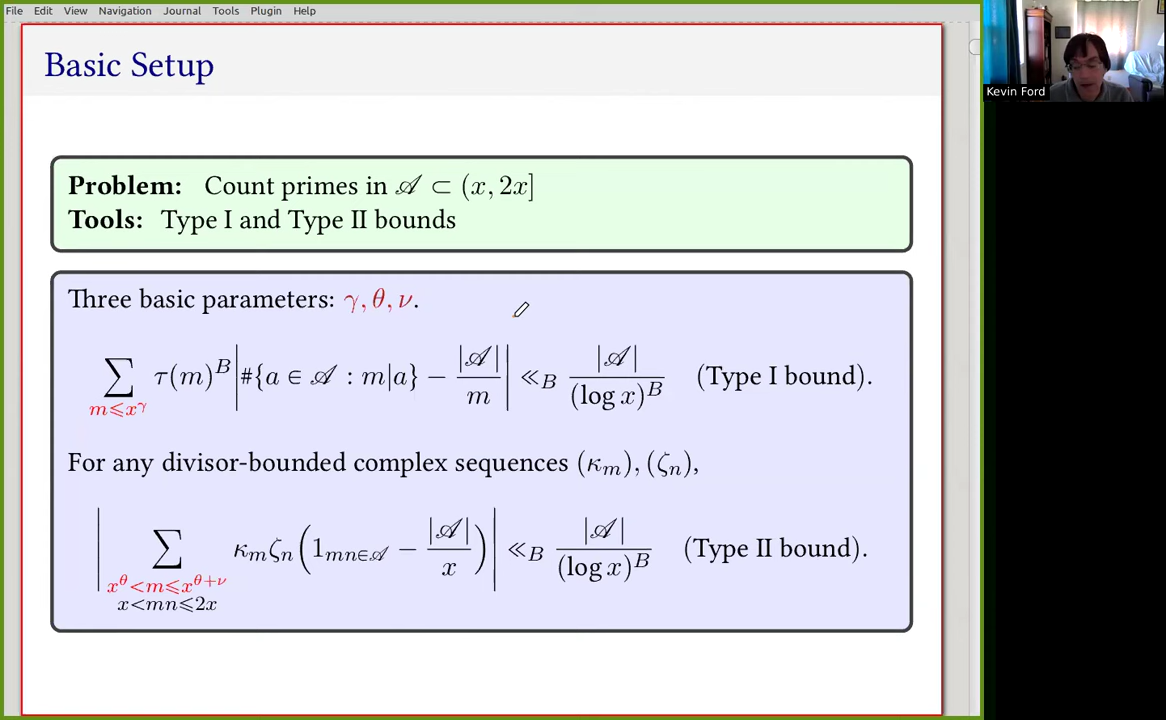 File Edit View Navigation Journal Tools Plugin Help
Basic Setup
Problem: Count primes in 𝒜 ⊂ (x, 2x]
Tools: Type I and Type II bounds
Three basic parameters: γ, θ, ν.
∑_{m⩽x^γ} τ(m)^B |#{a ∈ 𝒜 : m|a} − |𝒜|/m| ≪_B |𝒜|/(log x)^B (Type I bound).
For any divisor-bounded complex sequences (κ_m), (ζ_n),
|∑_{x^θ<m⩽x^{θ+ν}, x<mn⩽2x} κ_m ζ_n (1_{mn∈𝒜} − |𝒜|/x)| ≪_B |𝒜|/(log x)^B (Type II bound).
Kevin Ford